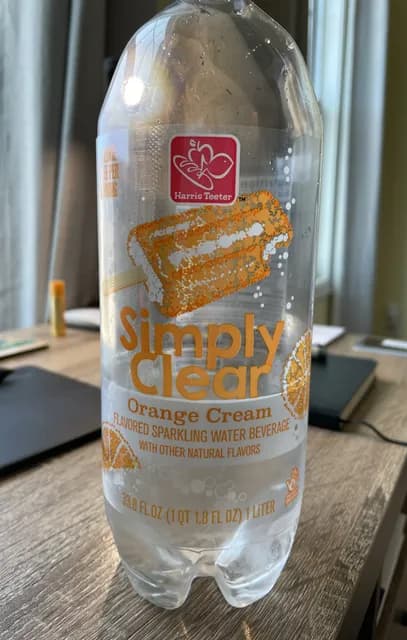 Harris Teeter
TM
Simply
Clear
Orange Cream
FLAVORED SPARKLING WATER BEVERAGE
WITH OTHER NATURAL FLAVORS
33.8 FL OZ (1 QT 1.8 FL OZ) 1 LITER